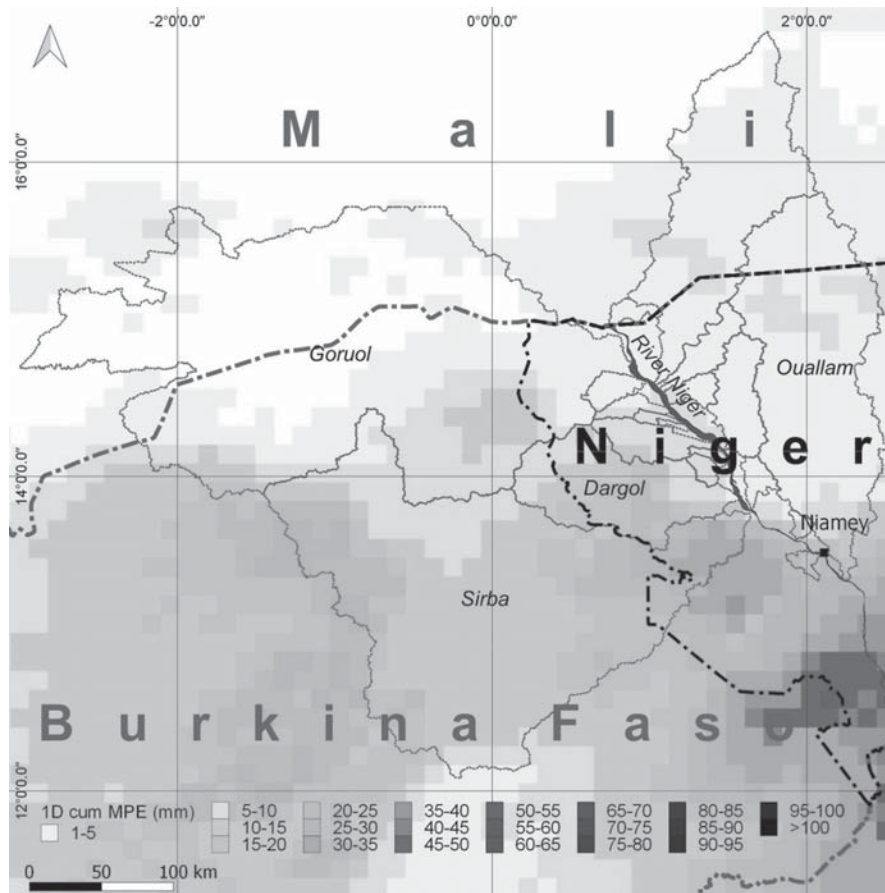 -2°0'0.0" 0°0'0.0" 2°0'0.0"
M a l i
16°0'0.0"
Goruol
River Niger
Ouallam
N i g e r
14°0'0.0"
Dargol
Niamey
Sirba
B u r k i n a F a s o
12°0'0.0"
1D cum MPE (mm)
1-5
5-10
10-15
15-20
20-25
25-30
30-35
35-40
40-45
45-50
50-55
55-60
60-65
65-70
70-75
75-80
80-85
85-90
90-95
95-100
>100
0 50 100 km